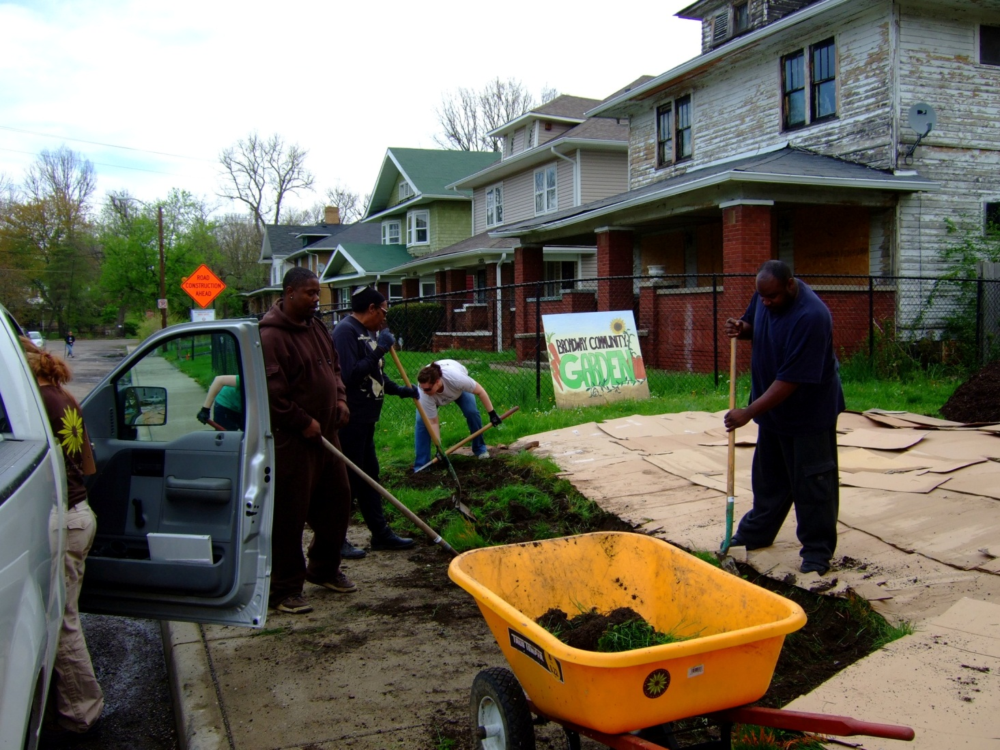 ROAD
CONSTRUCTION
AHEAD
BROADWAY COMMUNITY
GARDEN
TRUE TEMPER